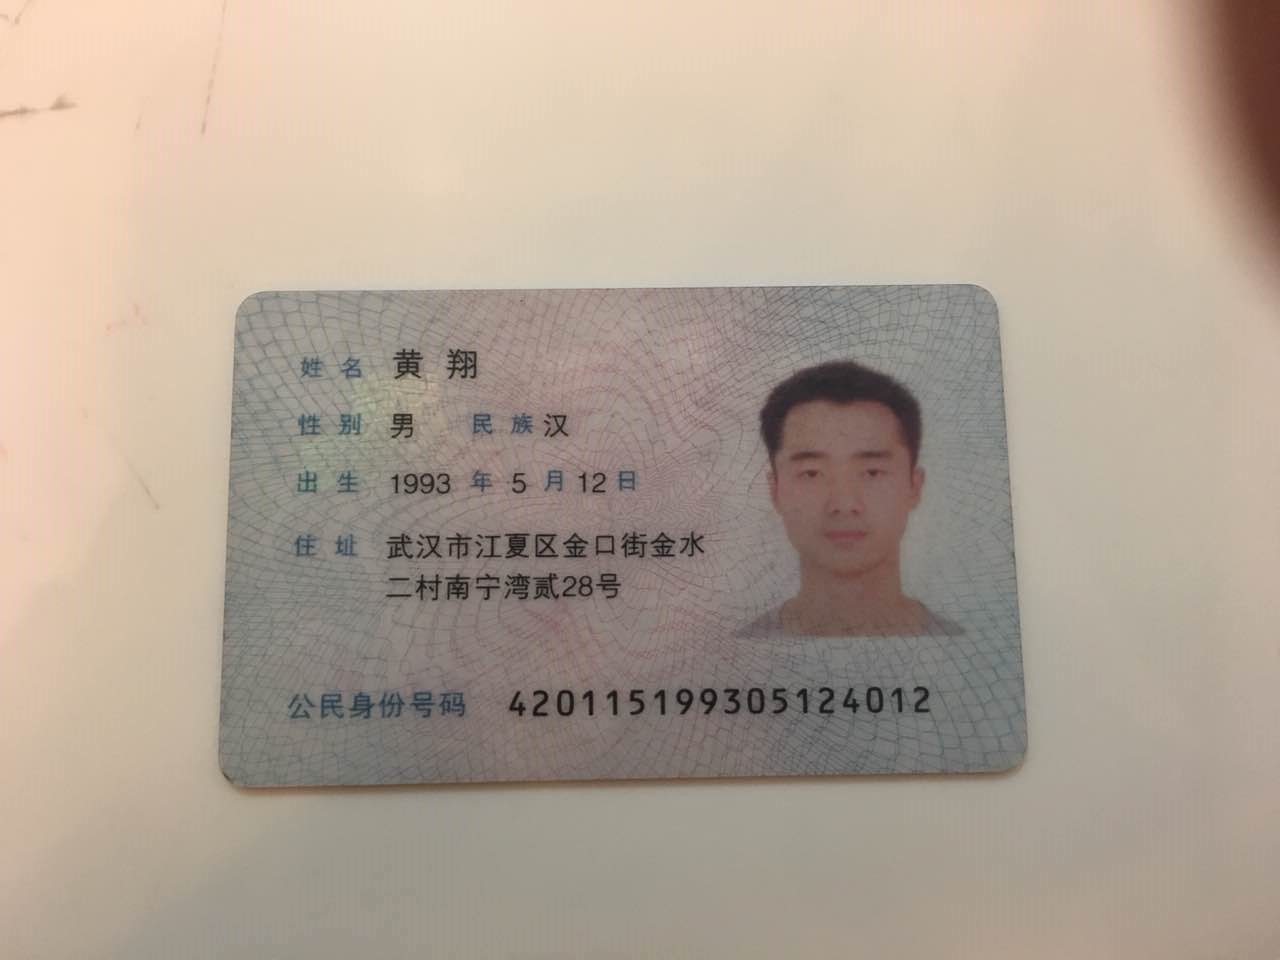 姓名 黄翔
性别 男 民族 汉
出生 1993 年 5 月 12 日
住址 武汉市江夏区金口街金水
二村南宁湾贰28号
公民身份号码 420115199305124012